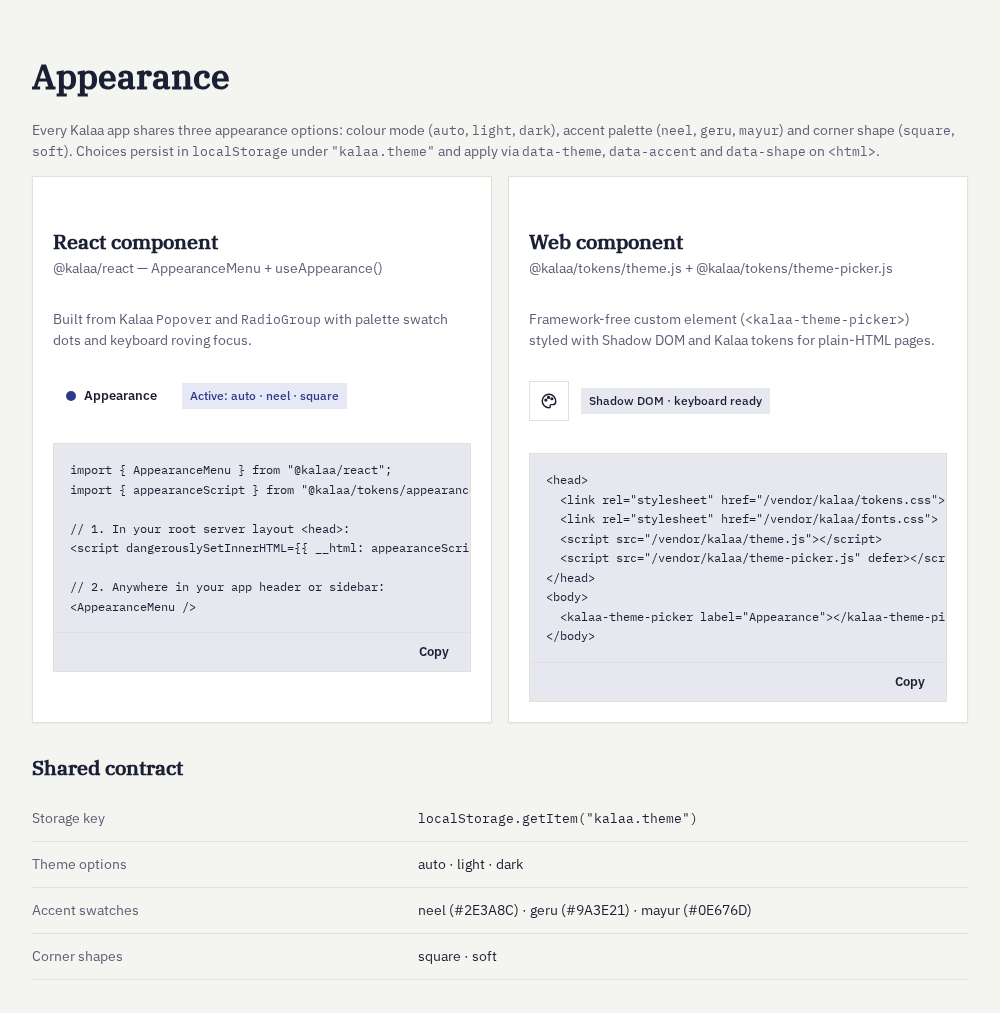 Appearance
Every Kalaa app shares three appearance options: colour mode (auto, light, dark), accent palette (neel, geru, mayur) and corner shape (square,
soft). Choices persist in localStorage under "kalaa.theme" and apply via data-theme, data-accent and data-shape on <html>.
React component
@kalaa/react — AppearanceMenu + useAppearance()
Built from Kalaa Popover and RadioGroup with palette swatch
dots and keyboard roving focus.
Appearance
Active: auto · neel · square
import { AppearanceMenu } from "@kalaa/react";
import { appearanceScript } from "@kalaa/tokens/appearanc
// 1. In your root server layout <head>:
<script dangerouslySetInnerHTML={{ __html: appearanceScri
// 2. Anywhere in your app header or sidebar:
<AppearanceMenu />
Copy
Web component
@kalaa/tokens/theme.js + @kalaa/tokens/theme-picker.js
Framework-free custom element (<kalaa-theme-picker>)
styled with Shadow DOM and Kalaa tokens for plain-HTML pages.
Shadow DOM · keyboard ready
<head>
  <link rel="stylesheet" href="/vendor/kalaa/tokens.css">
  <link rel="stylesheet" href="/vendor/kalaa/fonts.css">
  <script src="/vendor/kalaa/theme.js"></script>
  <script src="/vendor/kalaa/theme-picker.js" defer></scr
</head>
<body>
  <kalaa-theme-picker label="Appearance"></kalaa-theme-pi
</body>
Copy
Shared contract
Storage key localStorage.getItem("kalaa.theme")
Theme options auto · light · dark
Accent swatches neel (#2E3A8C) · geru (#9A3E21) · mayur (#0E676D)
Corner shapes square · soft